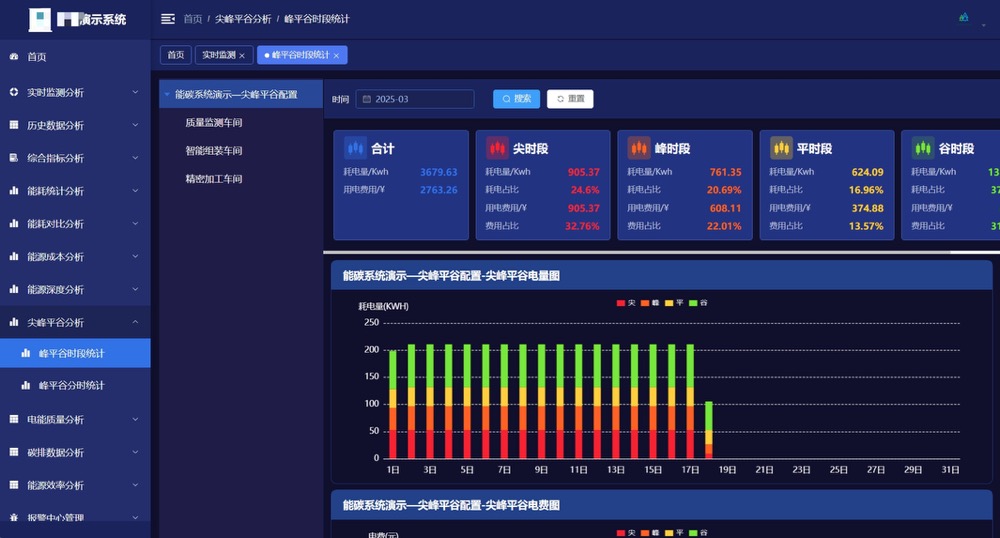 演示系统
首页 / 尖峰平谷分析 / 峰平谷时段统计
首页
实时监测 ×
峰平谷时段统计 ×
首页
实时监测分析
历史数据分析
综合指标分析
能耗统计分析
能耗对比分析
能源成本分析
能源深度分析
尖峰平谷分析
峰平谷时段统计
峰平谷分时统计
电能质量分析
碳排数据分析
能源效率分析
报警中心管理
能碳系统演示—尖峰平谷配置
质量监测车间
智能组装车间
精密加工车间
时间 2025-03 搜索 重置
合计
耗电量/Kwh 3679.63
用电费用/¥ 2763.26
尖时段
耗电量/Kwh 905.37
耗电占比 24.6%
用电费用/¥ 905.37
费用占比 32.76%
峰时段
耗电量/Kwh 761.35
耗电占比 20.69%
用电费用/¥ 608.11
费用占比 22.01%
平时段
耗电量/Kwh 624.09
耗电占比 16.96%
用电费用/¥ 374.88
费用占比 13.57%
谷时段
耗电量/Kwh
耗电占比
用电费用/¥
费用占比
能碳系统演示—尖峰平谷配置-尖峰平谷电量图
耗电量(KWH)
尖 峰 平 谷
250
200
150
100
50
0
1日 3日 5日 7日 9日 11日 13日 15日 17日 19日 21日 23日 25日 27日 29日 31日
能碳系统演示—尖峰平谷配置-尖峰平谷电费图
电费(元)
尖 峰 平 谷